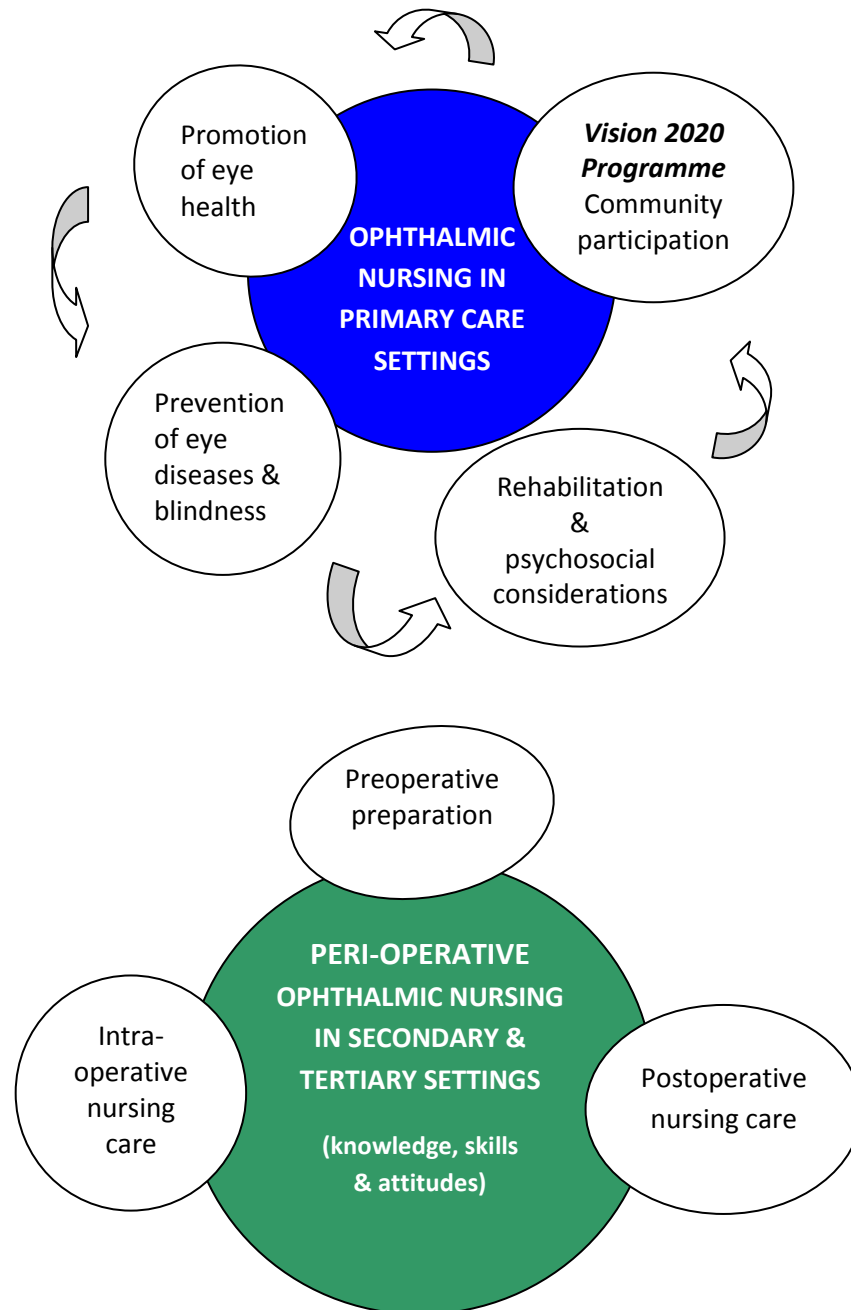 Promotion
of eye
health
Vision 2020
Programme
Community
participation
OPHTHALMIC
NURSING IN
PRIMARY CARE
SETTINGS
Prevention
of eye
diseases &
blindness
Rehabilitation
&
psychosocial
considerations
Preoperative
preparation
PERI-OPERATIVE
OPHTHALMIC NURSING
IN SECONDARY &
TERTIARY SETTINGS
(knowledge, skills
& attitudes)
Intra-
operative
nursing
care
Postoperative
nursing care